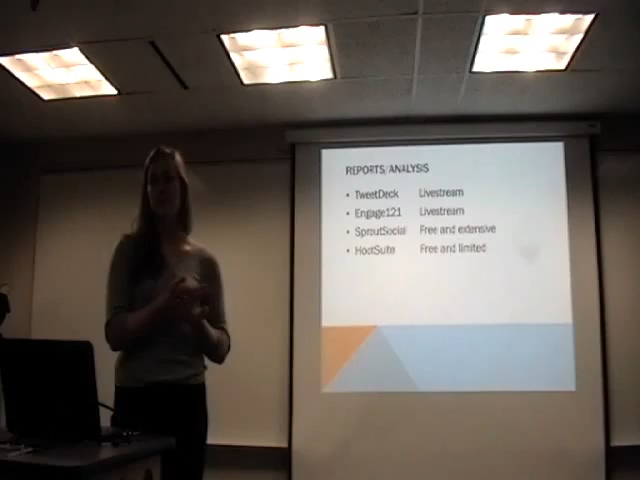 REPORTS/ANALYSIS
• TweetDeck Livestream
• Engage121 Livestream
• SproutSocial Free and extensive
• HootSuite Free and limited